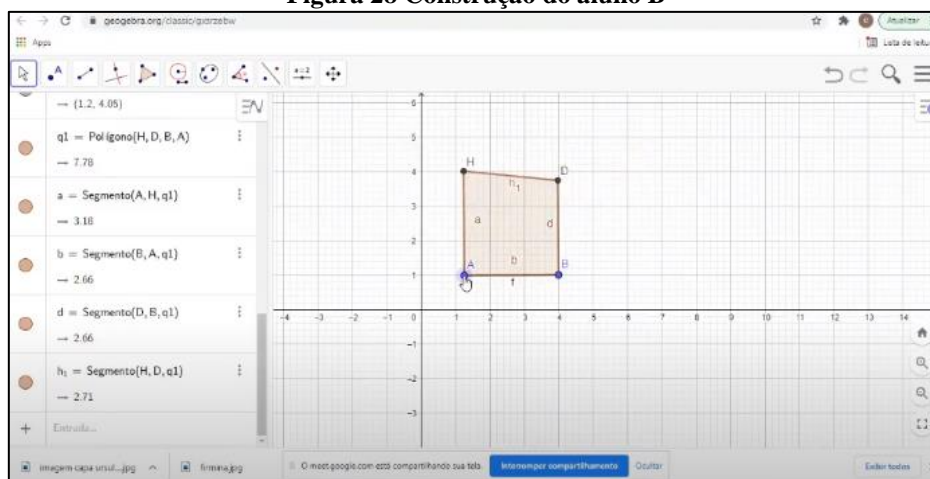 Figura 28 Construção do aluno B
geogebra.org/classic/gxarzebw
Atualizar
Apps
Lista de leitu
→ (1.2, 4.05)
q1 = Polígono(H, D, B, A)
→ 7.78
a = Segmento(A, H, q1)
→ 3.18
b = Segmento(B, A, q1)
→ 2.66
d = Segmento(D, B, q1)
→ 2.66
h₁ = Segmento(H, D, q1)
→ 2.71
Entrada...
6
5
4
3
2
1
H
D
h₁
a
d
b
A
B
f
-4 -3 -2 -1 0 1 2 3 4 5 6 7 8 9 10 11 12 13 14
-1
-2
-3
imagem capa ursul....jpg
firmina.jpg
O meet.google.com está compartilhando sua tela.
Interromper compartilhamento
Ocultar
Exibir todos